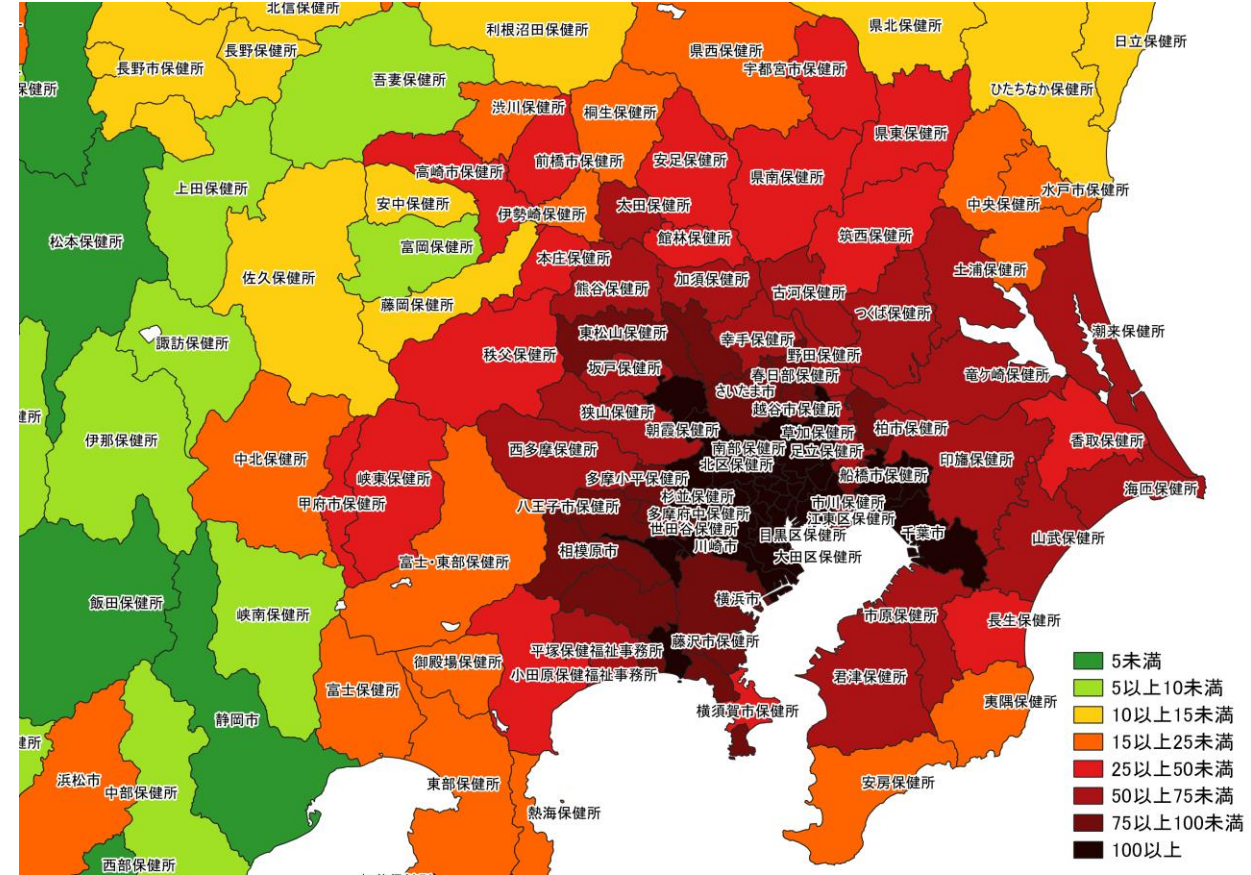 北信保健所
利根沼田保健所
県北保健所
日立保健所
長野保健所
県西保健所
長野市保健所
宇都宮市保健所
吾妻保健所
保健所
ひたちなか保健所
渋川保健所
桐生保健所
県東保健所
前橋市保健所
安足保健所
高崎市保健所
県南保健所
上田保健所
水戸市保健所
安中保健所
太田保健所
中央保健所
伊勢崎保健所
松本保健所
富岡保健所
館林保健所
筑西保健所
本庄保健所
土浦保健所
佐久保健所
加須保健所
熊谷保健所
古河保健所
藤岡保健所
つくば保健所
東松山保健所
潮来保健所
諏訪保健所
幸手保健所
秩父保健所
野田保健所
坂戸保健所
春日部保健所
竜ケ崎保健所
さいたま市
狭山保健所
越谷市保健所
朝霞保健所
草加保健所
柏市保健所
伊那保健所
香取保健所
西多摩保健所
南部保健所
足立保健所
中北保健所
北区保健所
印旛保健所
峡東保健所
多摩小平保健所
船橋市保健所
海匝保健所
杉並保健所
甲府市保健所
八王子市保健所
市川保健所
多摩府中保健所
江東区保健所
世田谷保健所
目黒区保健所
千葉市
山武保健所
川崎市
相模原市
大田区保健所
富士・東部保健所
横浜市
飯田保健所
峡南保健所
市原保健所
長生保健所
藤沢市保健所
平塚保健福祉事務所
御殿場保健所
小田原保健福祉事務所
君津保健所
富士保健所
夷隅保健所
横須賀市保健所
静岡市
浜松市
中部保健所
東部保健所
安房保健所
熱海保健所
西部保健所
5未満
5以上10未満
10以上15未満
15以上25未満
25以上50未満
50以上75未満
75以上100未満
100以上